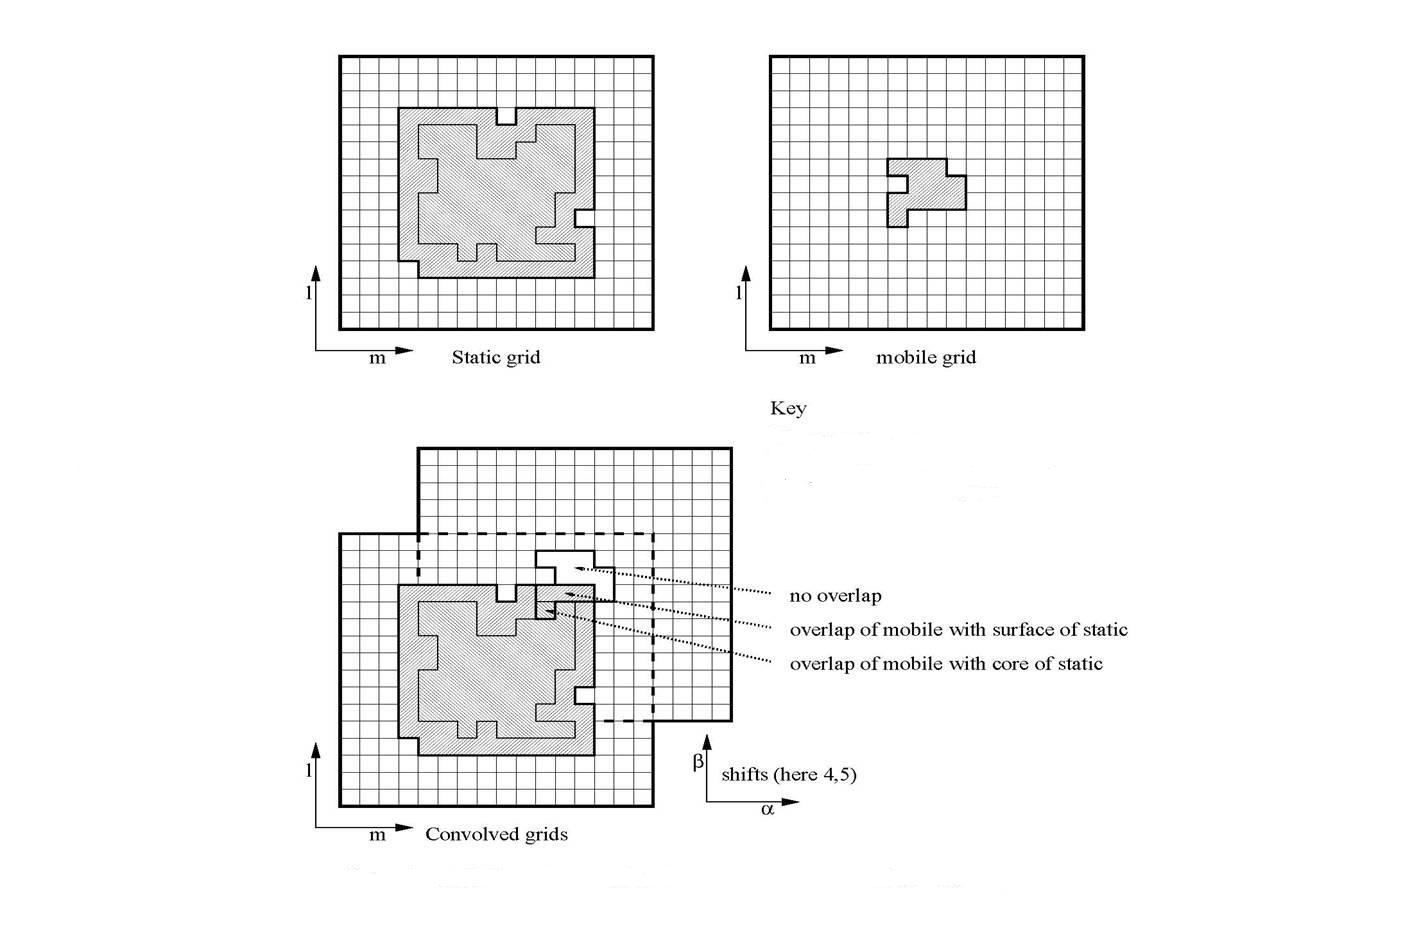 l
m
Static grid
l
m
mobile grid
Key
no overlap
overlap of mobile with surface of static
overlap of mobile with core of static
β
shifts (here 4,5)
α
l
m
Convolved grids